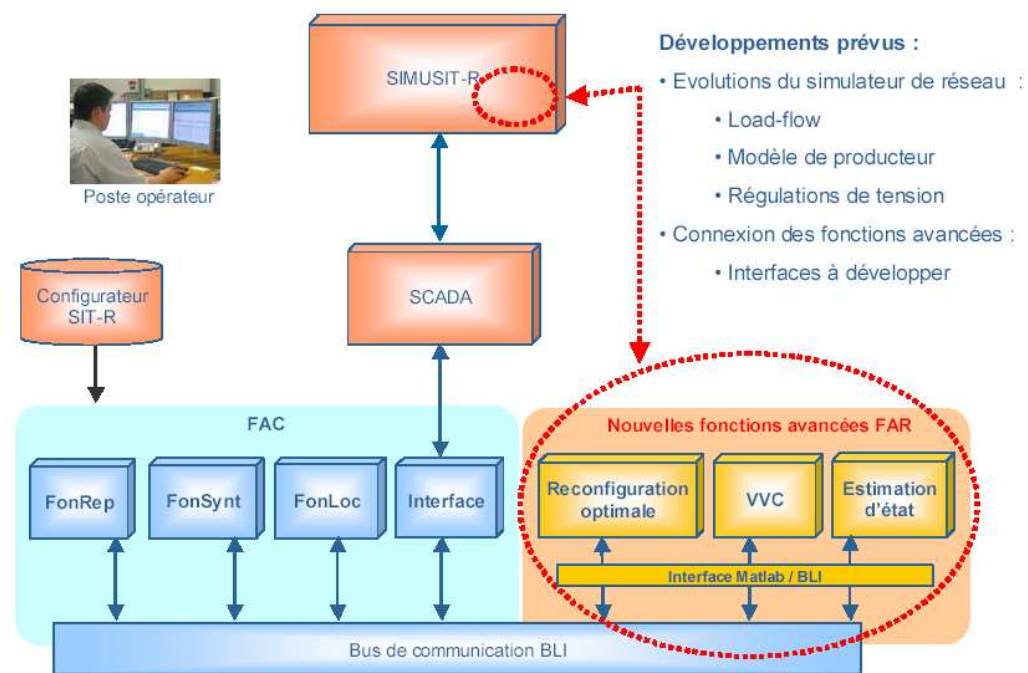 SIMUSIT-R
Développements prévus :
• Evolutions du simulateur de réseau :
• Load-flow
• Modèle de producteur
• Régulations de tension
• Connexion des fonctions avancées :
• Interfaces à développer
Poste opérateur
Configurateur
SIT-R
SCADA
FAC
FonRep
FonSynt
FonLoc
Interface
Nouvelles fonctions avancées FAR
Reconfiguration
optimale
VVC
Estimation
d'état
Interface Matlab / BLI
Bus de communication BLI